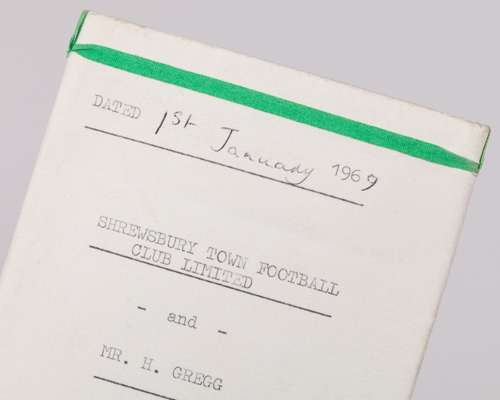 DATED 1st January 1969
SHREWSBURY TOWN FOOTBALL
CLUB LIMITED
- and -
MR. H. GREGG